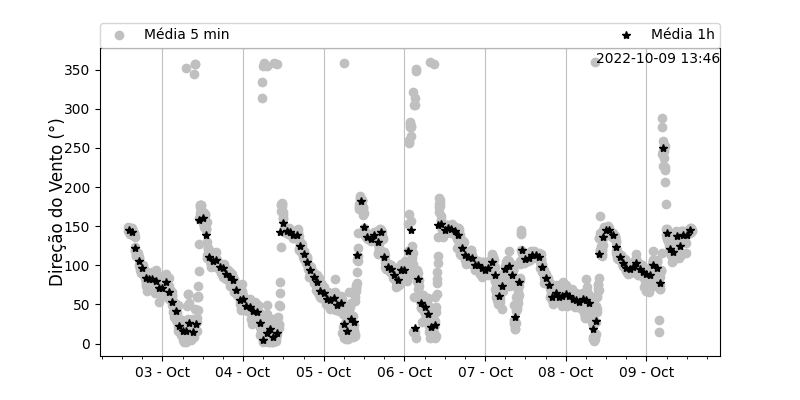 Média 5 min
Média 1h
2022-10-09 13:46
Direção do Vento (°)
350
300
250
200
150
100
50
0
03 - Oct
04 - Oct
05 - Oct
06 - Oct
07 - Oct
08 - Oct
09 - Oct